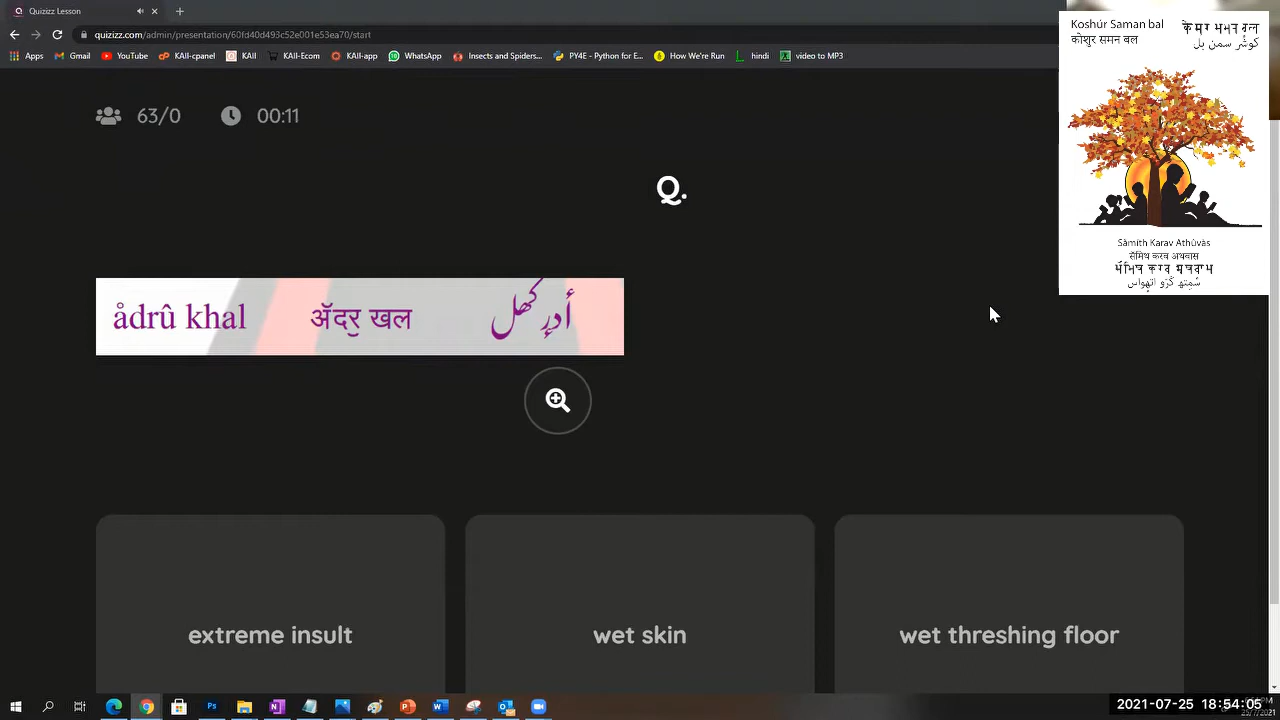 Quizizz Lesson
quizizz.com/admin/presentation/60fd40d493c52e001e53ea70/start
Apps Gmail YouTube KAII-cpanel KAII KAII-Ecom KAII-app WhatsApp Insects and Spiders... PY4E - Python for E... How We're Run hindi video to MP3
Koshúr Saman bal
कोशुर समन बल
کوشُر سمن بل
63/0 00:11
Q.
ådrû khal ॲदरॖ खल أدٕر کھل
Sâmith Karav Athûvàs
extreme insult
wet skin
wet threshing floor
2021-07-25 18:54:05